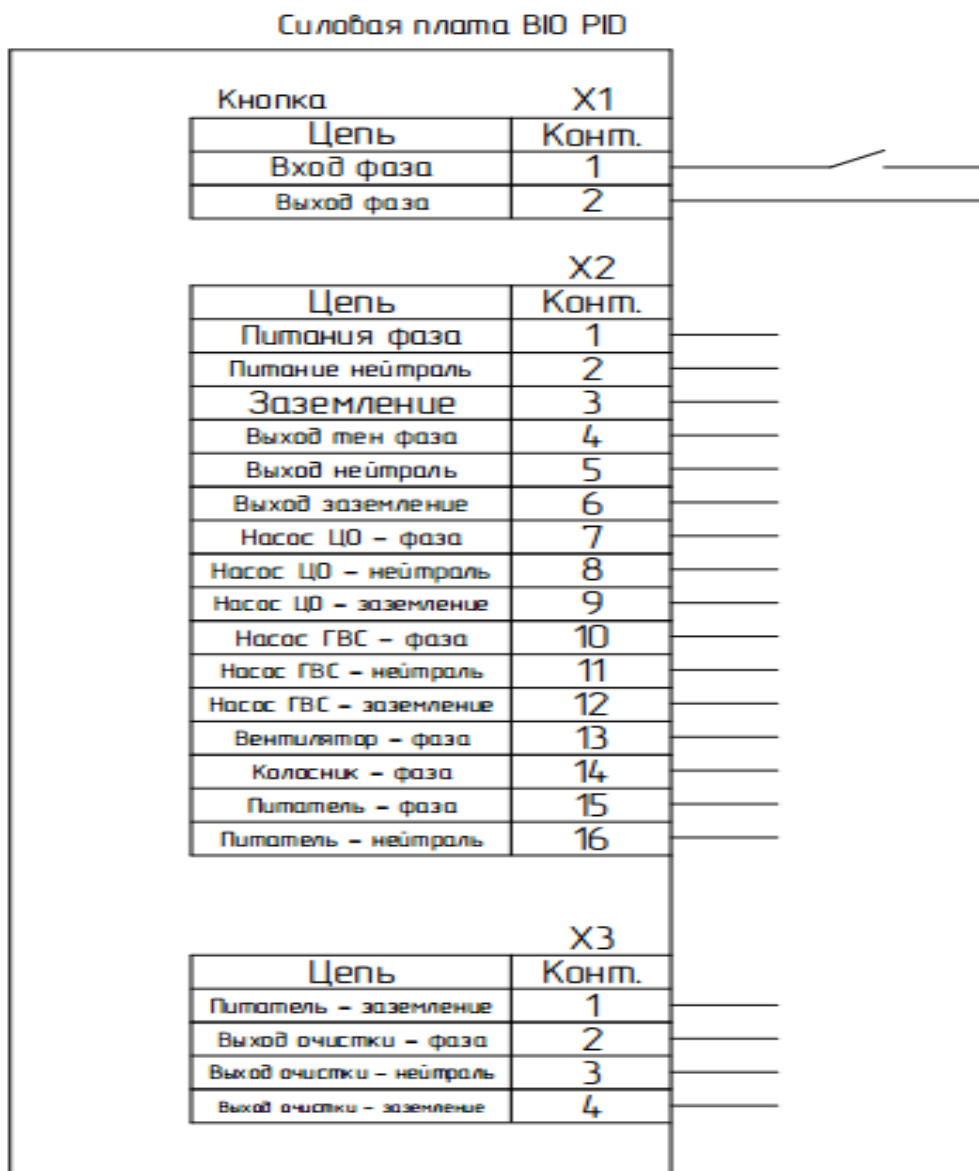 Силовая плата BIO PID
Кнопка X1
Цепь Конт.
Вход фаза 1
Выход фаза 2
X2
Цепь Конт.
Питания фаза 1
Питание нейтраль 2
Заземление 3
Выход тен фаза 4
Выход нейтраль 5
Выход заземление 6
Насос ЦО - фаза 7
Насос ЦО - нейтраль 8
Насос ЦО - заземление 9
Насос ГВС - фаза 10
Насос ГВС - нейтраль 11
Насос ГВС - заземление 12
Вентилятор - фаза 13
Колосник - фаза 14
Питатель - фаза 15
Питатель - нейтраль 16
X3
Цепь Конт.
Питатель - заземление 1
Выход очистки - фаза 2
Выход очистки - нейтраль 3
Выход очистки - заземление 4